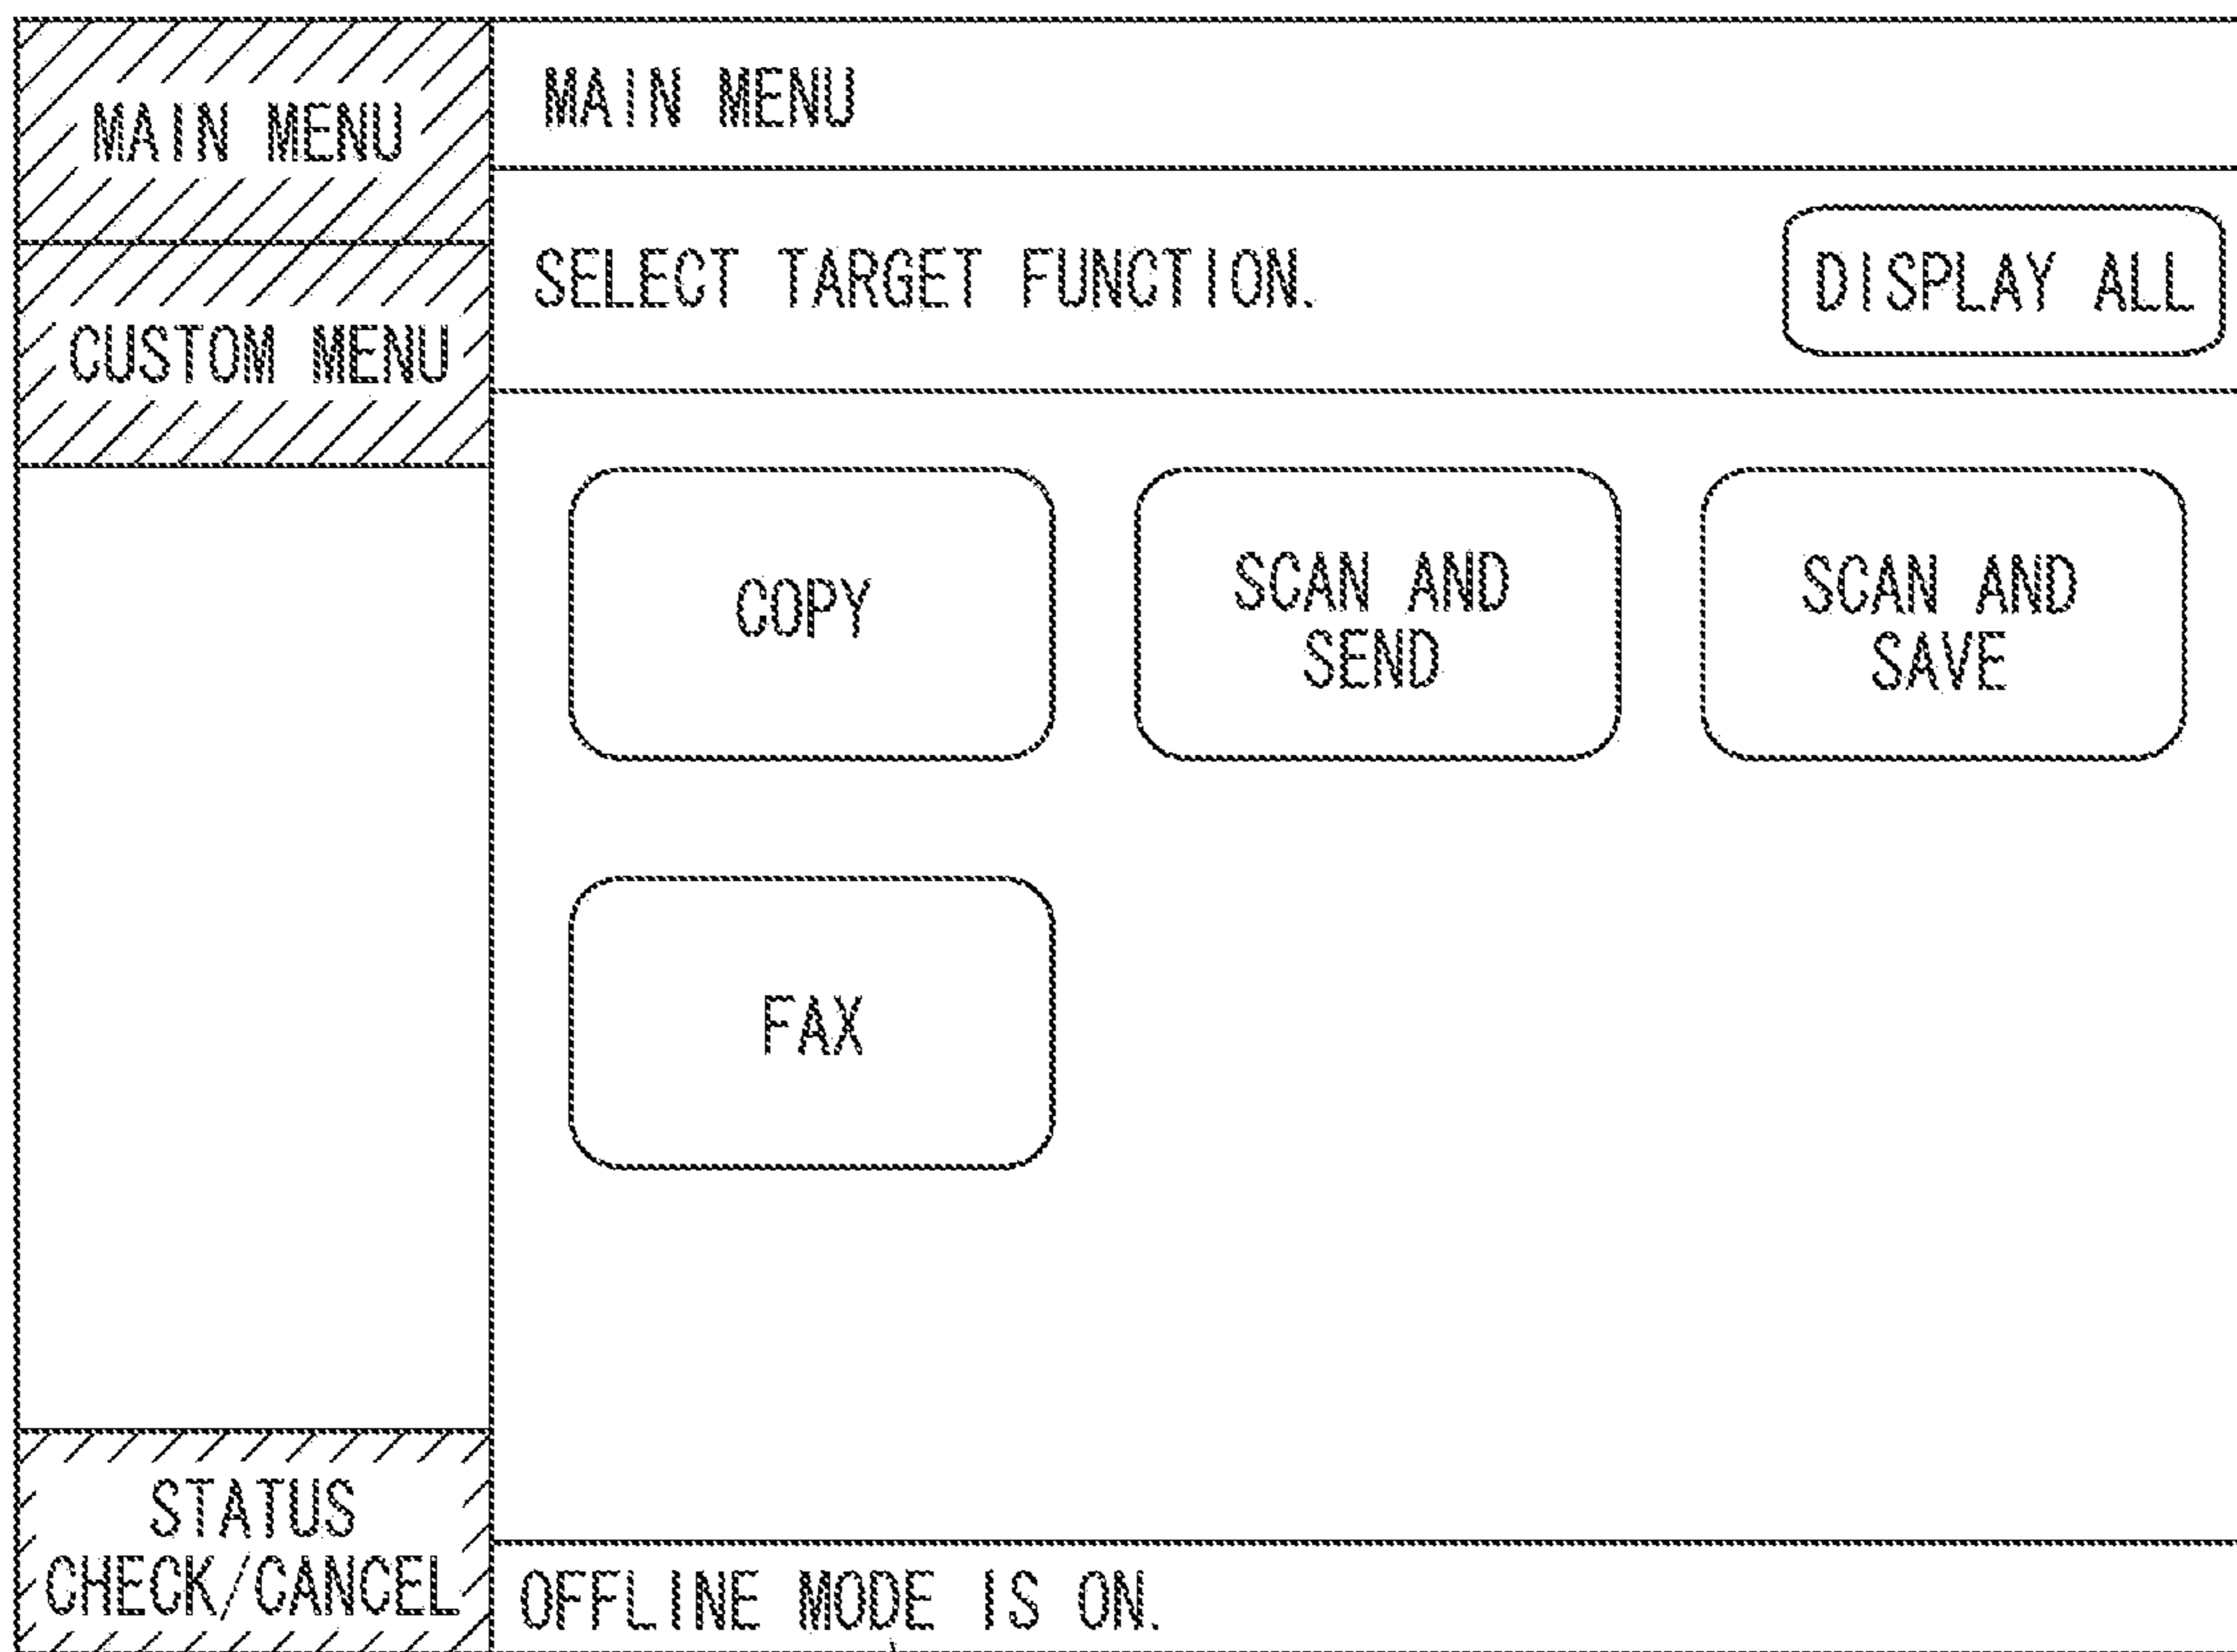 MAIN MENU
CUSTOM MENU
STATUS
CHECK/CANCEL
MAIN MENU
SELECT TARGET FUNCTION.
DISPLAY ALL
COPY
SCAN AND
SEND
SCAN AND
SAVE
FAX
OFFLINE MODE IS ON.